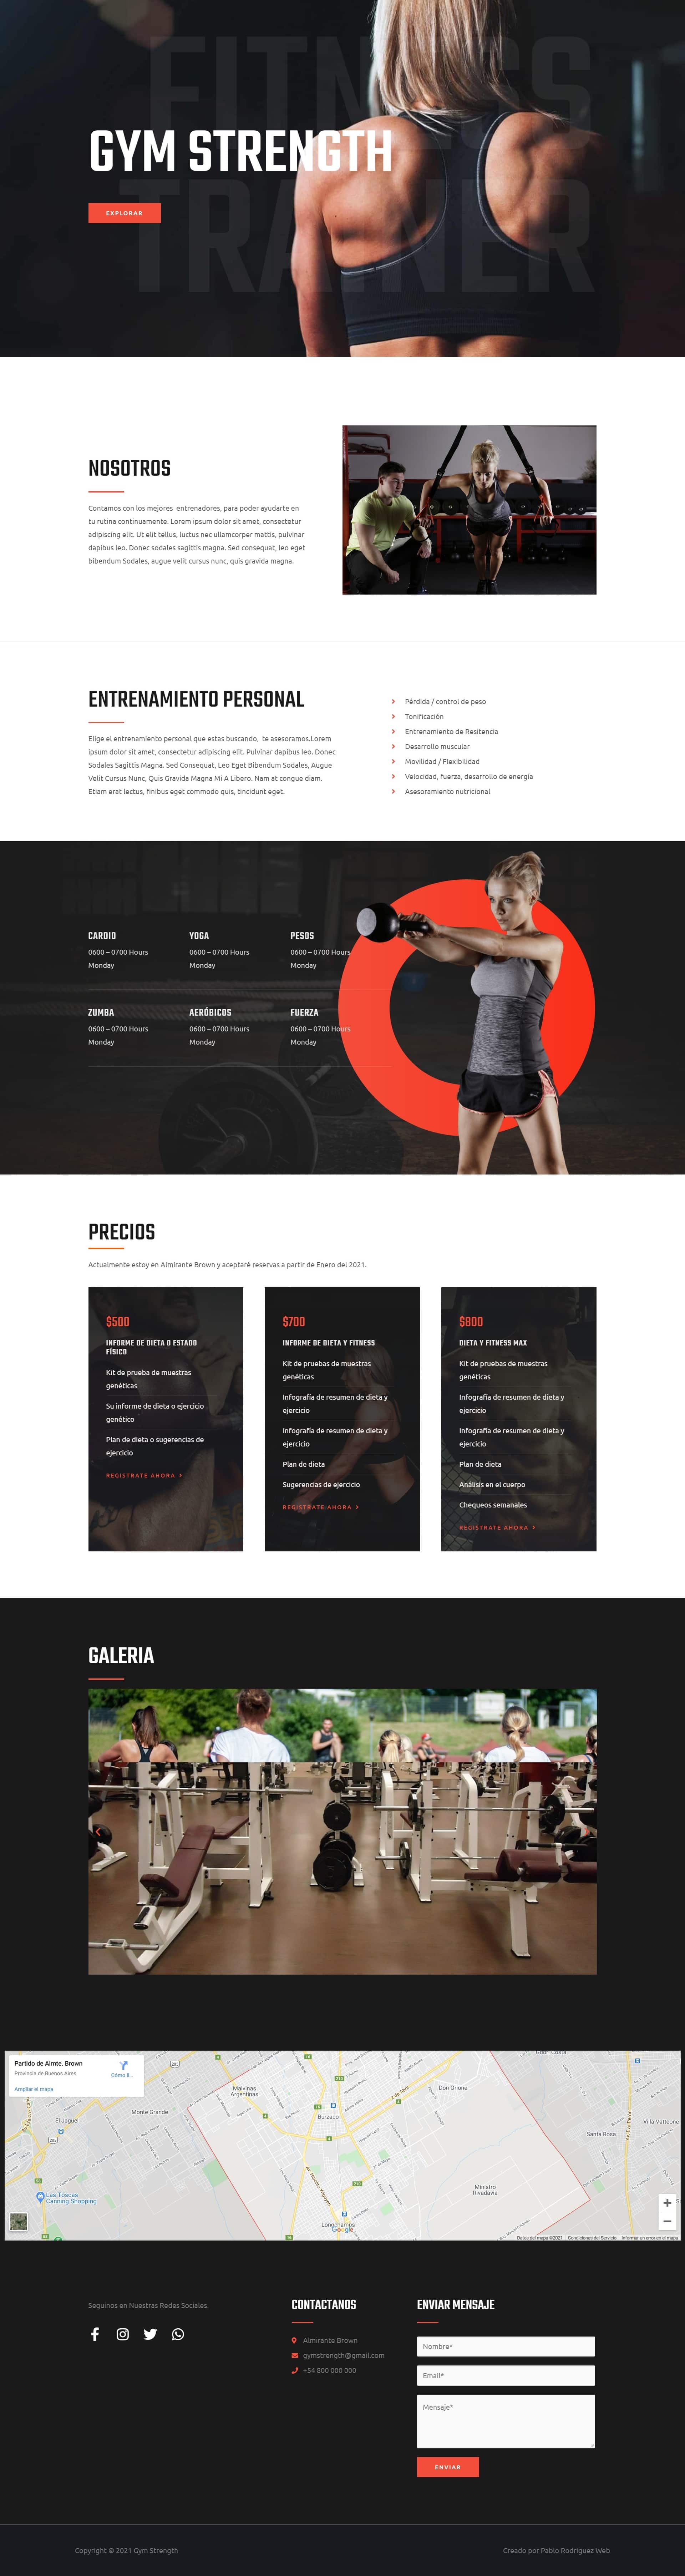 FITNESS
TRAINER
GYM STRENGTH
EXPLORAR
NOSOTROS
Contamos con los mejores entrenadores, para poder ayudarte en
tu rutina continuamente. Lorem ipsum dolor sit amet, consectetur
adipiscing elit. Ut elit tellus, luctus nec ullamcorper mattis, pulvinar
dapibus leo. Donec sodales sagittis magna. Sed consequat, leo eget
bibendum Sodales, augue velit cursus nunc, quis gravida magna.
ENTRENAMIENTO PERSONAL
Elige el entrenamiento personal que estas buscando, te asesoramos.Lorem
ipsum dolor sit amet, consectetur adipiscing elit. Pulvinar dapibus leo. Donec
Sodales Sagittis Magna. Sed Consequat, Leo Eget Bibendum Sodales, Augue
Velit Cursus Nunc, Quis Gravida Magna Mi A Libero. Nam at congue diam.
Etiam erat lectus, finibus eget commodo quis, tincidunt eget.
Pérdida / control de peso
Tonificación
Entrenamiento de Resitencia
Desarrollo muscular
Movilidad / Flexibilidad
Velocidad, fuerza, desarrollo de energía
Asesoramiento nutricional
CARDIO
0600 – 0700 Hours
Monday
YOGA
0600 – 0700 Hours
Monday
PESOS
0600 – 0700 Hours
Monday
ZUMBA
0600 – 0700 Hours
Monday
AERÓBICOS
0600 – 0700 Hours
Monday
FUERZA
0600 – 0700 Hours
Monday
PRECIOS
Actualmente estoy en Almirante Brown y aceptaré reservas a partir de Enero del 2021.
$500
INFORME DE DIETA O ESTADO
FÍSICO
Kit de prueba de muestras
genéticas
Su informe de dieta o ejercicio
genético
Plan de dieta o sugerencias de
ejercicio
REGISTRATE AHORA
$700
INFORME DE DIETA Y FITNESS
Kit de pruebas de muestras
genéticas
Infografía de resumen de dieta y
ejercicio
Infografía de resumen de dieta y
ejercicio
Plan de dieta
Sugerencias de ejercicio
REGISTRATE AHORA
$800
DIETA Y FITNESS MAX
Kit de pruebas de muestras
genéticas
Infografía de resumen de dieta y
ejercicio
Infografía de resumen de dieta y
ejercicio
Plan de dieta
Análisis en el cuerpo
Chequeos semanales
REGISTRATE AHORA
GALERIA
Partido de Almte. Brown
Provincia de Buenos Aires
Cómo ll...
Ampliar el mapa
Malvinas
Argentinas
Monte Grande
El Jaguel
Burzaco
Don Orione
7 de Abril
Santa Rosa
Villa Vatteone
Las Toscas
Canning Shopping
Ministro
Rivadavia
Av. Hipólito Yrigoyen
Longchamps
Google
Datos del mapa ©2021
Condiciones del Servicio
Informar un error en el mapa
Seguinos en Nuestras Redes Sociales.
CONTACTANOS
Almirante Brown
gymstrength@gmail.com
+54 800 000 000
ENVIAR MENSAJE
Nombre*
Email*
Mensaje*
ENVIAR
Copyright © 2021 Gym Strength
Creado por Pablo Rodriguez Web